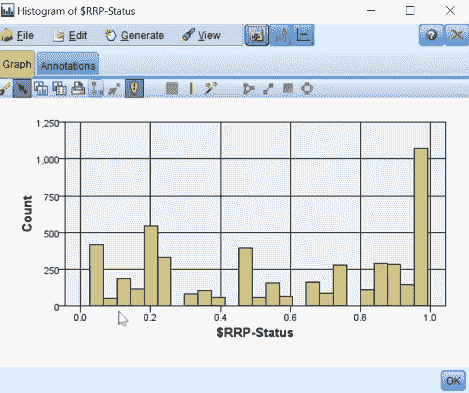 Histogram of $RRP-Status
File Edit Generate View
Graph Annotations
1,250
1,000
750
500
250
0
Count
0.0 0.2 0.4 0.6 0.8 1.0
$RRP-Status
OK